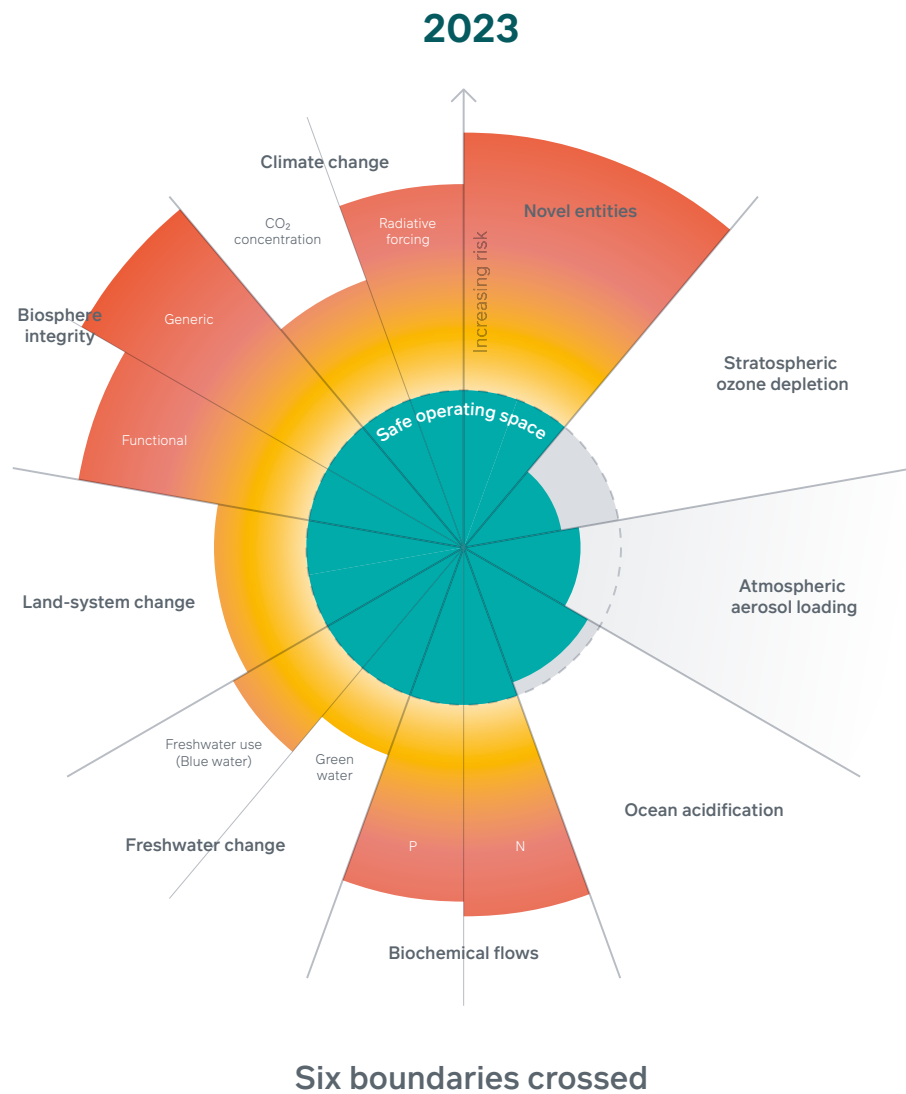 2023
Climate change
CO₂
concentration
Radiative
forcing
Novel entities
Increasing risk
Biosphere
integrity
Generic
Functional
Stratospheric
ozone depletion
Safe operating space
Land-system change
Atmospheric
aerosol loading
Freshwater use
(Blue water)
Green
water
Freshwater change
Ocean acidification
P
N
Biochemical flows
Six boundaries crossed